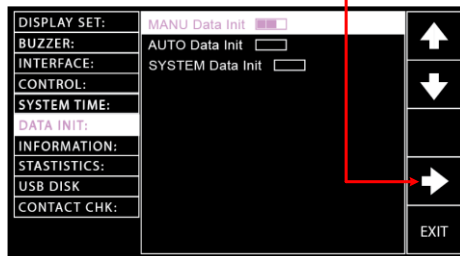 DISPLAY SET:
BUZZER:
INTERFACE:
CONTROL:
SYSTEM TIME:
DATA INIT:
INFORMATION:
STASTISTICS:
USB DISK
CONTACT CHK:
MANU Data Init
AUTO Data Init
SYSTEM Data Init
EXIT